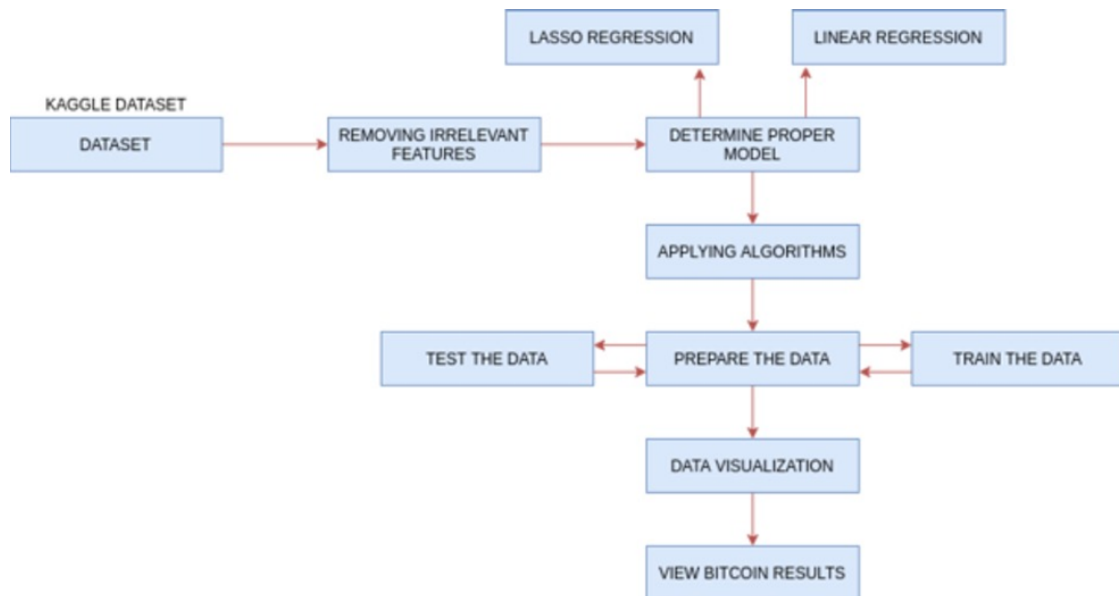 LASSO REGRESSION
LINEAR REGRESSION
KAGGLE DATASET
DATASET
REMOVING IRRELEVANT
FEATURES
DETERMINE PROPER
MODEL
APPLYING ALGORITHMS
TEST THE DATA
PREPARE THE DATA
TRAIN THE DATA
DATA VISUALIZATION
VIEW BITCOIN RESULTS